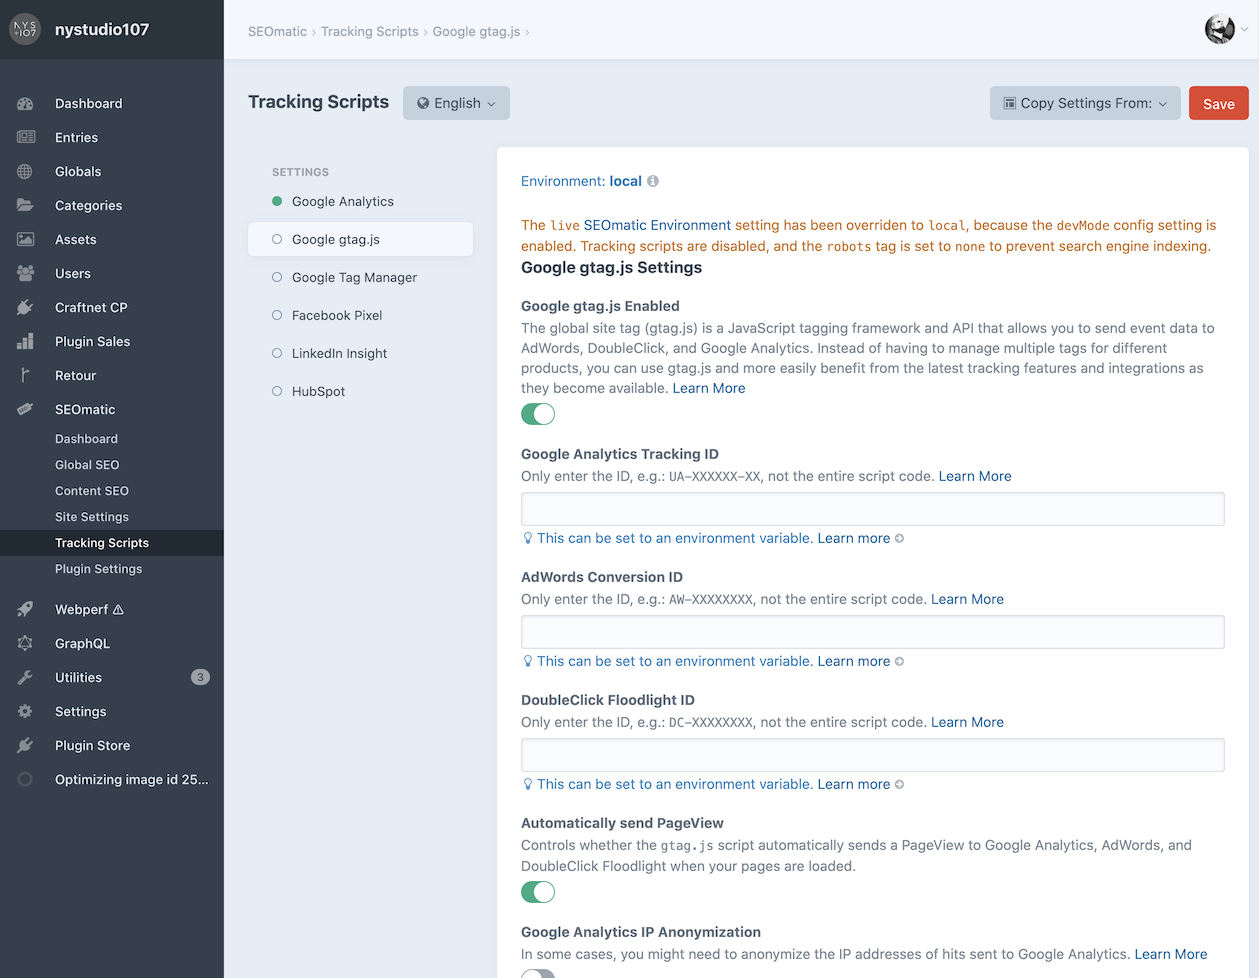 NYS
+107
nystudio107
SEOmatic › Tracking Scripts › Google gtag.js ›
Dashboard
Entries
Globals
Categories
Assets
Users
Craftnet CP
Plugin Sales
Retour
SEOmatic
Dashboard
Global SEO
Content SEO
Site Settings
Tracking Scripts
Plugin Settings
Webperf ⚠
GraphQL
Utilities 3
Settings
Plugin Store
Optimizing image id 25...
Tracking Scripts
English
Copy Settings From:
Save
SETTINGS
Google Analytics
Google gtag.js
Google Tag Manager
Facebook Pixel
LinkedIn Insight
HubSpot
Environment: local
The live SEOmatic Environment setting has been overriden to local, because the devMode config setting is
enabled. Tracking scripts are disabled, and the robots tag is set to none to prevent search engine indexing.
Google gtag.js Settings
Google gtag.js Enabled
The global site tag (gtag.js) is a JavaScript tagging framework and API that allows you to send event data to
AdWords, DoubleClick, and Google Analytics. Instead of having to manage multiple tags for different
products, you can use gtag.js and more easily benefit from the latest tracking features and integrations as
they become available. Learn More
Google Analytics Tracking ID
Only enter the ID, e.g.: UA-XXXXXX-XX, not the entire script code. Learn More
This can be set to an environment variable. Learn more
AdWords Conversion ID
Only enter the ID, e.g.: AW-XXXXXXXX, not the entire script code. Learn More
This can be set to an environment variable. Learn more
DoubleClick Floodlight ID
Only enter the ID, e.g.: DC-XXXXXXXX, not the entire script code. Learn More
This can be set to an environment variable. Learn more
Automatically send PageView
Controls whether the gtag.js script automatically sends a PageView to Google Analytics, AdWords, and
DoubleClick Floodlight when your pages are loaded.
Google Analytics IP Anonymization
In some cases, you might need to anonymize the IP addresses of hits sent to Google Analytics. Learn More